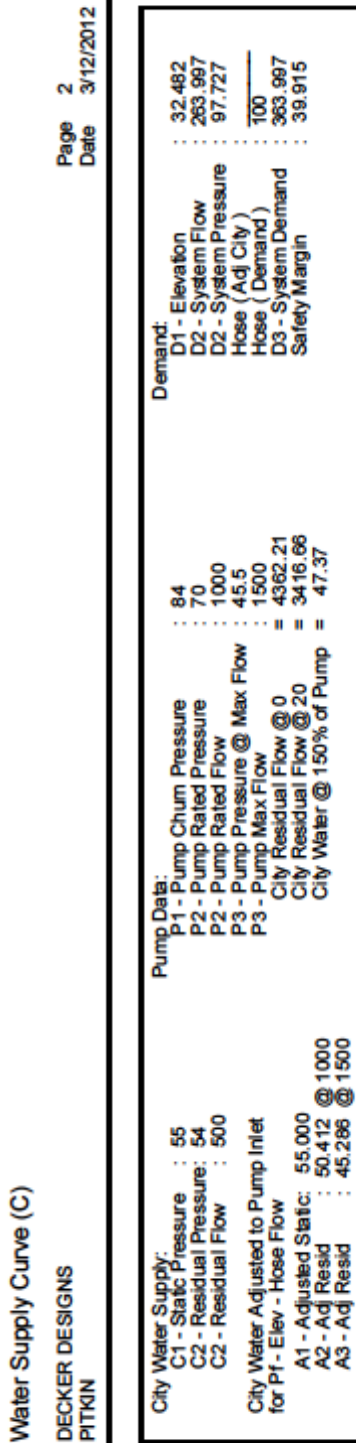 Water Supply Curve (C)
DECKER DESIGNS
PITKIN
Page 2
Date 3/12/2012
City Water Supply:
C1 - Static Pressure : 55
C2 - Residual Pressure: 54
C2 - Residual Flow : 500
City Water Adjusted to Pump Inlet
for Pf - Elev - Hose Flow
A1 - Adjusted Static: 55.000
A2 - Adj Resid : 50.412 @ 1000
A3 - Adj Resid : 45.286 @ 1500
Pump Data:
P1 - Pump Churn Pressure : 84
P2 - Pump Rated Pressure : 70
P2 - Pump Rated Flow : 1000
P3 - Pump Pressure @ Max Flow : 45.5
P3 - Pump Max Flow : 1500
City Residual Flow @ 0 = 4362.21
City Residual Flow @ 20 = 3416.66
City Water @ 150% of Pump = 47.37
Demand:
D1 - Elevation : 32.482
D2 - System Flow : 263.997
D2 - System Pressure : 97.727
Hose ( Adj City ) :
Hose ( Demand ) : 100
D3 - System Demand : 363.997
Safety Margin : 39.915